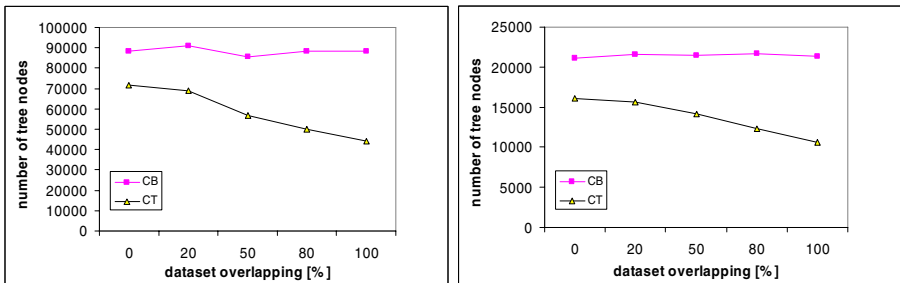 number of tree nodes
100000
90000
80000
70000
60000
50000
40000
30000
20000
10000
0
CB
CT
0 20 50 80 100
dataset overlapping [%]
number of tree nodes
25000
20000
15000
10000
5000
0
CB
CT
0 20 50 80 100
dataset overlapping [%]